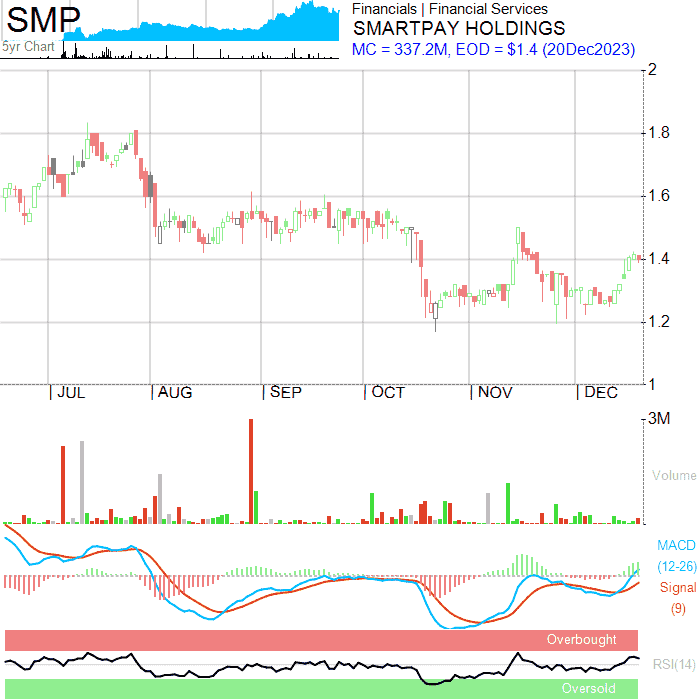 SMP
5yr Chart
Financials | Financial Services
SMARTPAY HOLDINGS
MC = 337.2M, EOD = $1.4 (20Dec2023)
2
1.8
1.6
1.4
1.2
1
JUL
AUG
SEP
OCT
NOV
DEC
3M
Volume
MACD
(12-26)
Signal
(9)
Overbought
RSI(14)
Oversold